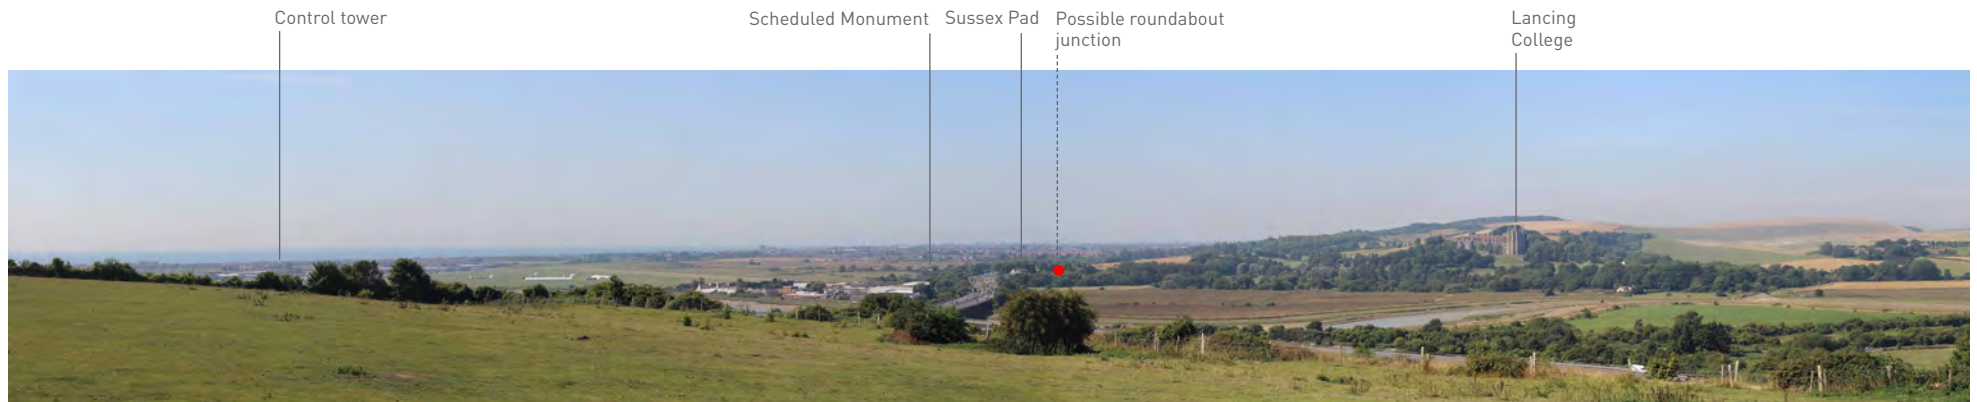 Control tower
Scheduled Monument
Sussex Pad
Possible roundabout
junction
Lancing
College